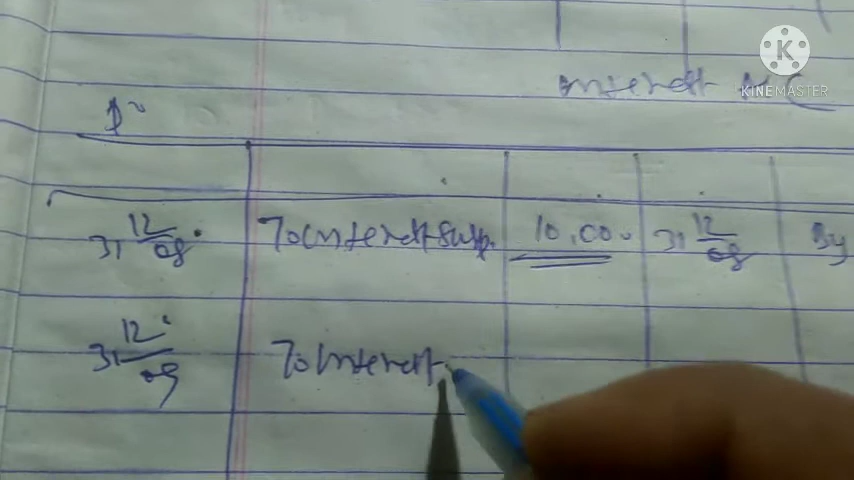 KINEMASTER
Interest A/C
Dr
31 12/08 To Interest Susp. 10,000 31 12/08 By
31 12/09 To Interest